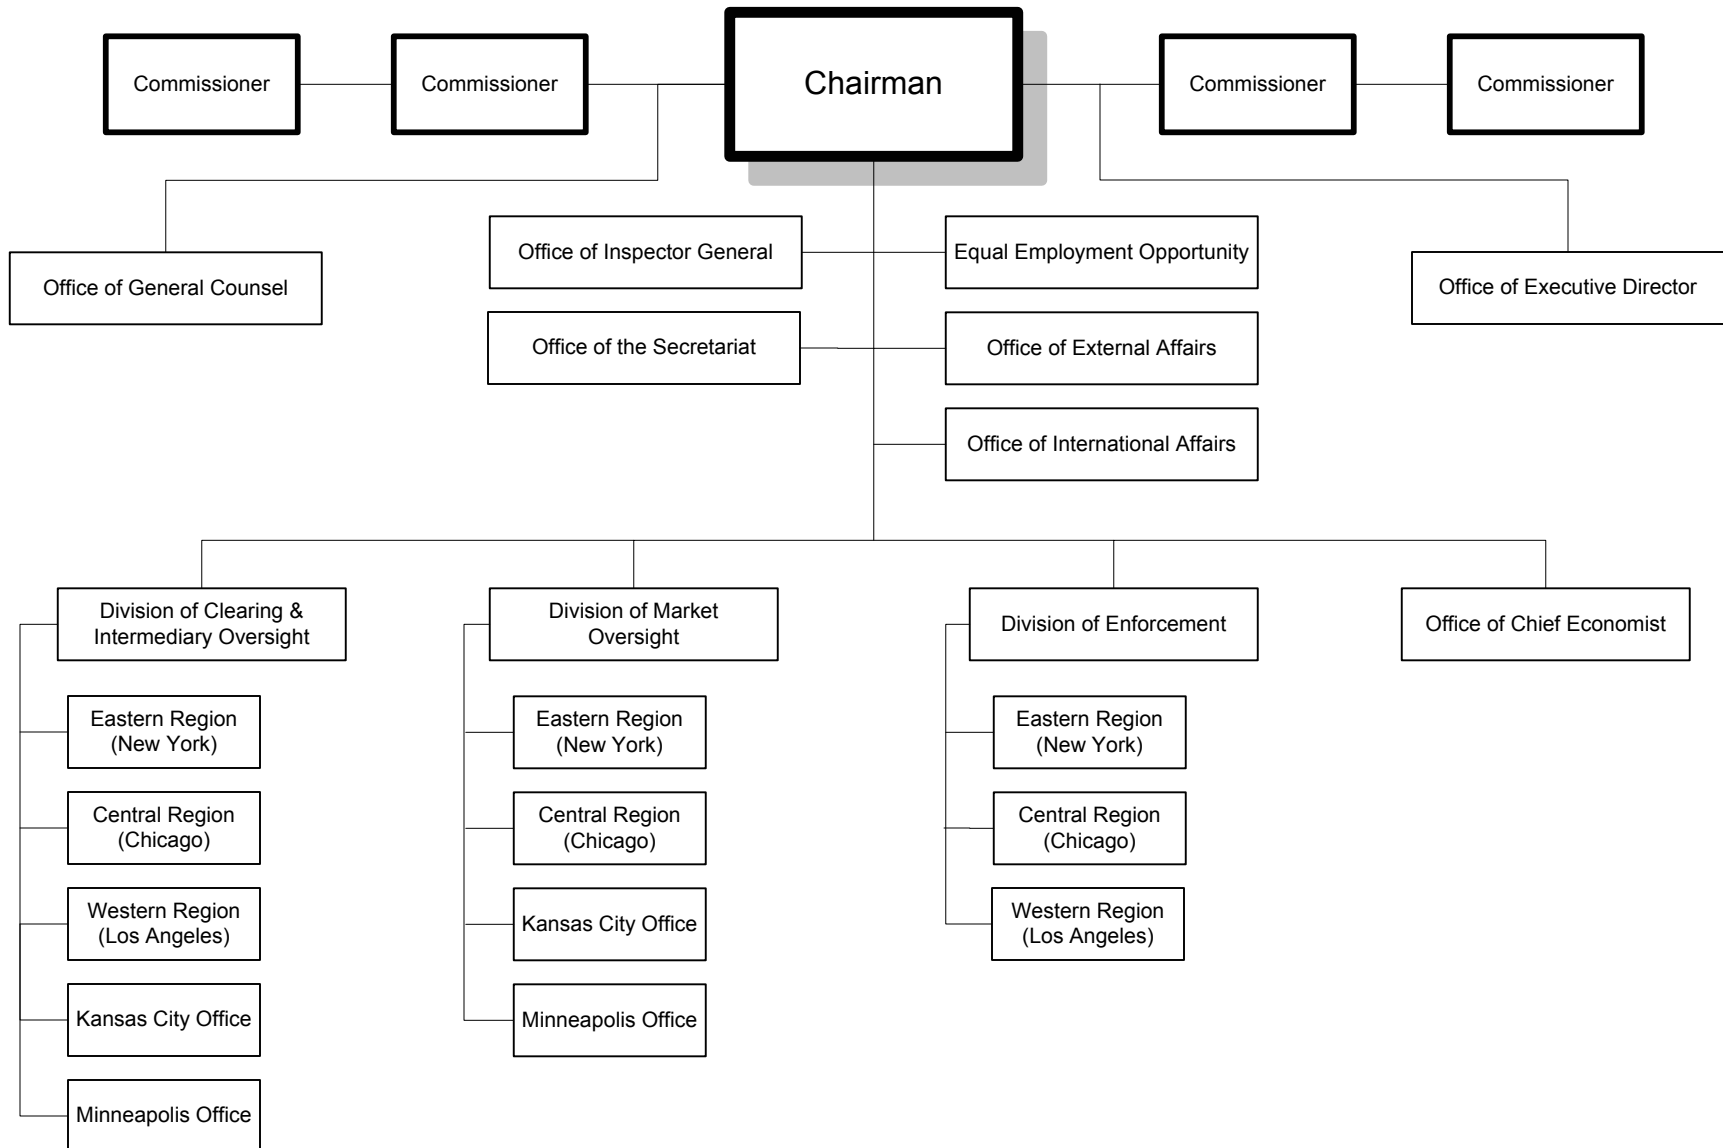 Commissioner
Commissioner
Chairman
Commissioner
Commissioner
Office of General Counsel
Office of Inspector General
Equal Employment Opportunity
Office of Executive Director
Office of the Secretariat
Office of External Affairs
Office of International Affairs
Division of Clearing &
Intermediary Oversight
Division of Market
Oversight
Division of Enforcement
Office of Chief Economist
Eastern Region
(New York)
Central Region
(Chicago)
Western Region
(Los Angeles)
Kansas City Office
Minneapolis Office
Eastern Region
(New York)
Central Region
(Chicago)
Kansas City Office
Minneapolis Office
Eastern Region
(New York)
Central Region
(Chicago)
Western Region
(Los Angeles)